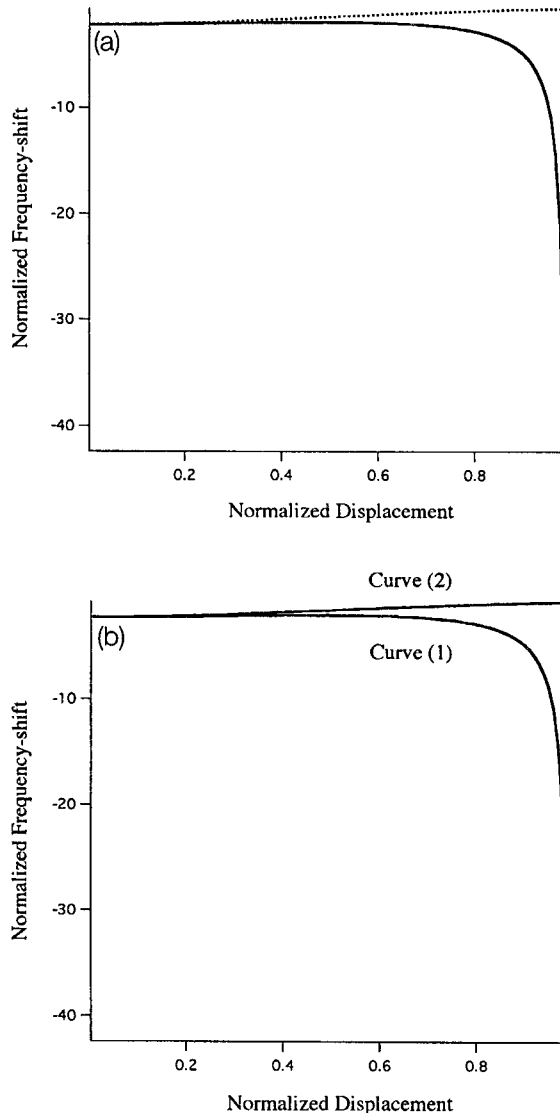 (a)
Normalized Frequency-shift
-10
-20
-30
-40
0.2 0.4 0.6 0.8
Normalized Displacement
Curve (2)
(b)
Curve (1)
Normalized Frequency-shift
-10
-20
-30
-40
0.2 0.4 0.6 0.8
Normalized Displacement